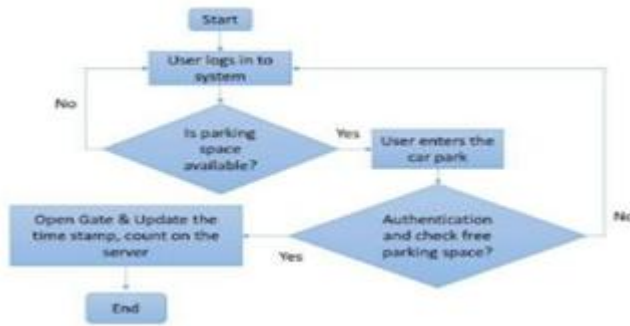 Start
User logs in to
system
No
Is parking
space
available?
Yes
User enters the
car park
Open Gate & Update the
time stamp, count on the
server
Yes
Authentication
and check free
parking space?
No
End